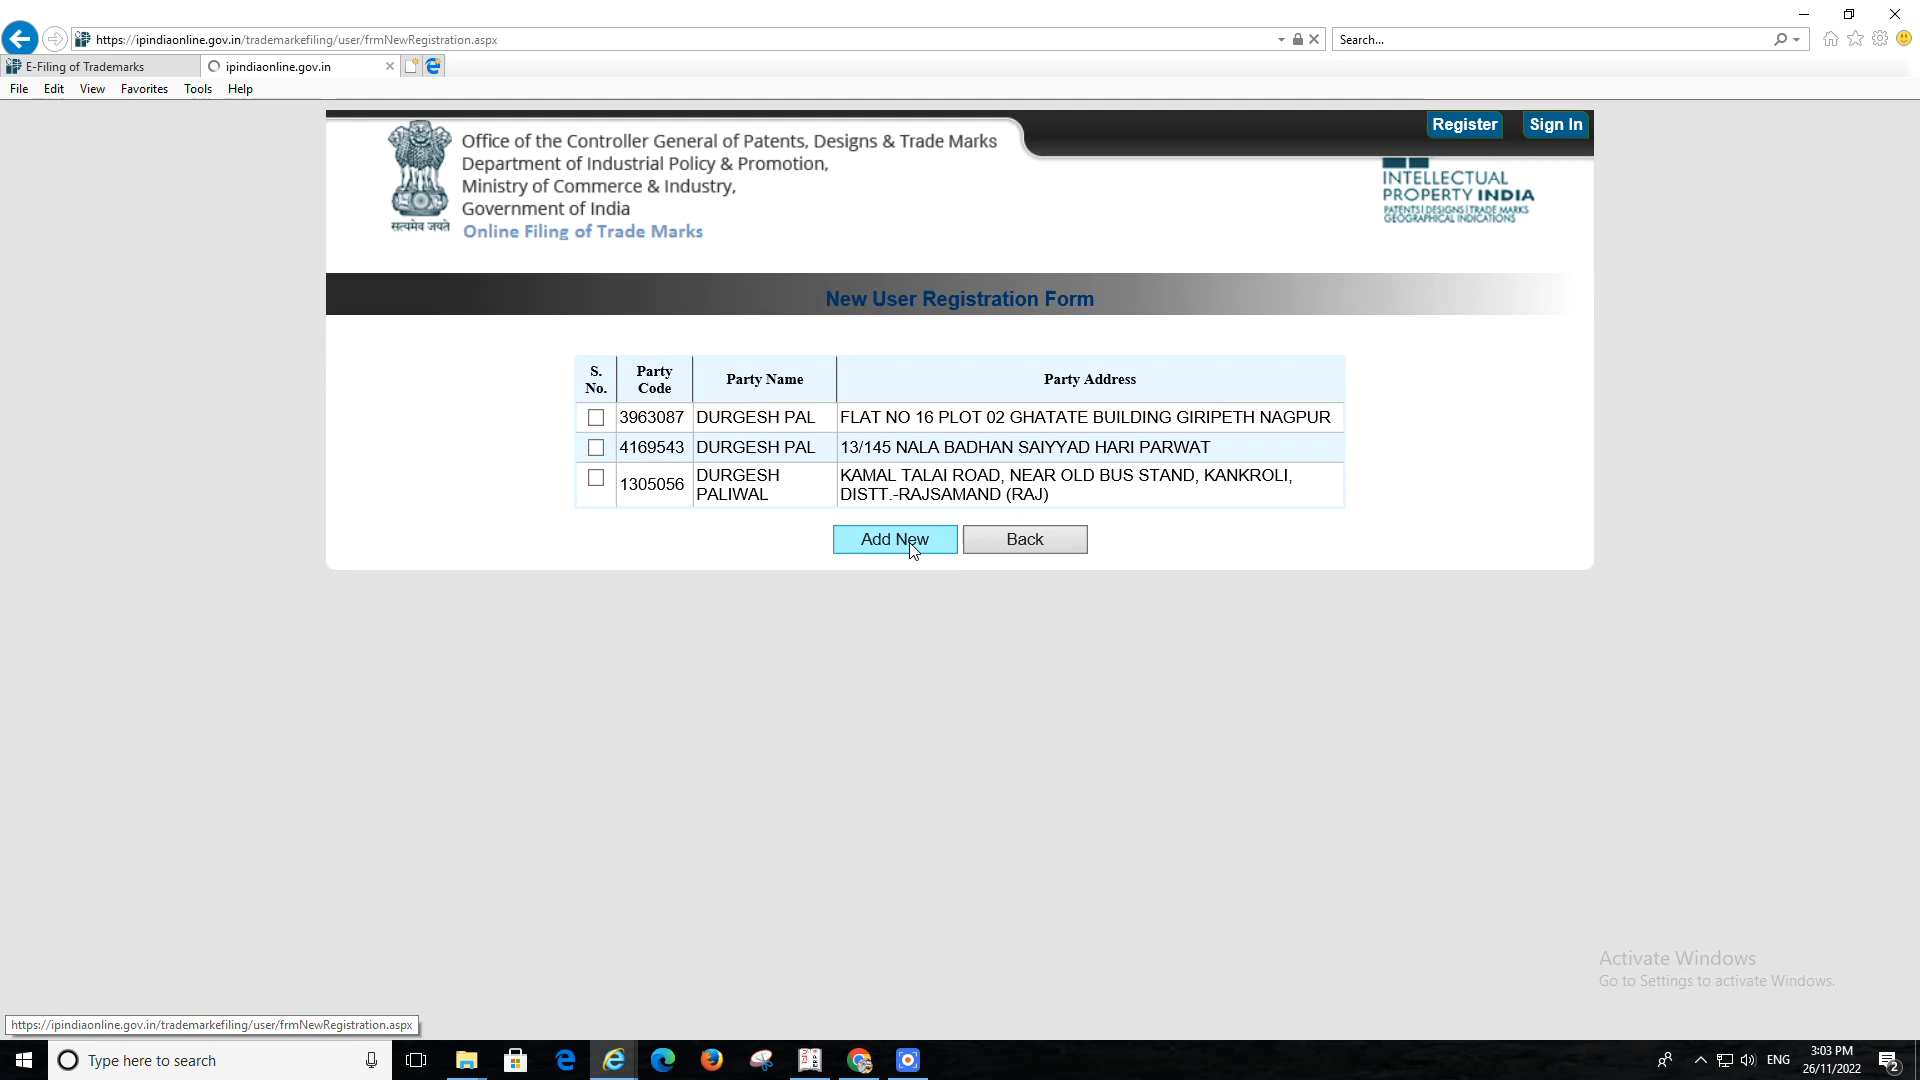 https://ipindiaonline.gov.in/trademarkefiling/user/frmNewRegistration.aspx
Search...
E-Filing of Trademarks
ipindiaonline.gov.in
File Edit View Favorites Tools Help
Register Sign In
Office of the Controller General of Patents, Designs & Trade Marks
Department of Industrial Policy & Promotion,
Ministry of Commerce & Industry,
Government of India
सत्यमेव जयते
Online Filing of Trade Marks
INTELLECTUAL
PROPERTY INDIA
PATENTS | DESIGNS | TRADE MARKS
GEOGRAPHICAL INDICATIONS
New User Registration Form
S. No. Party Code Party Name Party Address
3963087 DURGESH PAL FLAT NO 16 PLOT 02 GHATATE BUILDING GIRIPETH NAGPUR
4169543 DURGESH PAL 13/145 NALA BADHAN SAIYYAD HARI PARWAT
1305056 DURGESH PALIWAL KAMAL TALAI ROAD, NEAR OLD BUS STAND, KANKROLI,
DISTT.-RAJSAMAND (RAJ)
Add New Back
Activate Windows
Go to Settings to activate Windows.
https://ipindiaonline.gov.in/trademarkefiling/user/frmNewRegistration.aspx
Type here to search
ENG
3:03 PM
26/11/2022
2